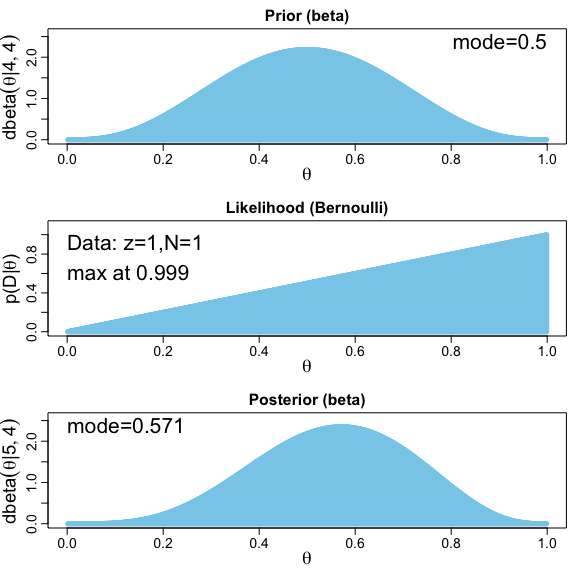 Prior (beta)
mode=0.5
dbeta(θ|4, 4)
2.0
1.0
0.0
0.0 0.2 0.4 0.6 0.8 1.0
θ
Likelihood (Bernoulli)
Data: z=1,N=1
max at 0.999
p(D|θ)
0.8
0.4
0.0
0.0 0.2 0.4 0.6 0.8 1.0
θ
Posterior (beta)
mode=0.571
dbeta(θ|5, 4)
2.0
1.0
0.0
0.0 0.2 0.4 0.6 0.8 1.0
θ